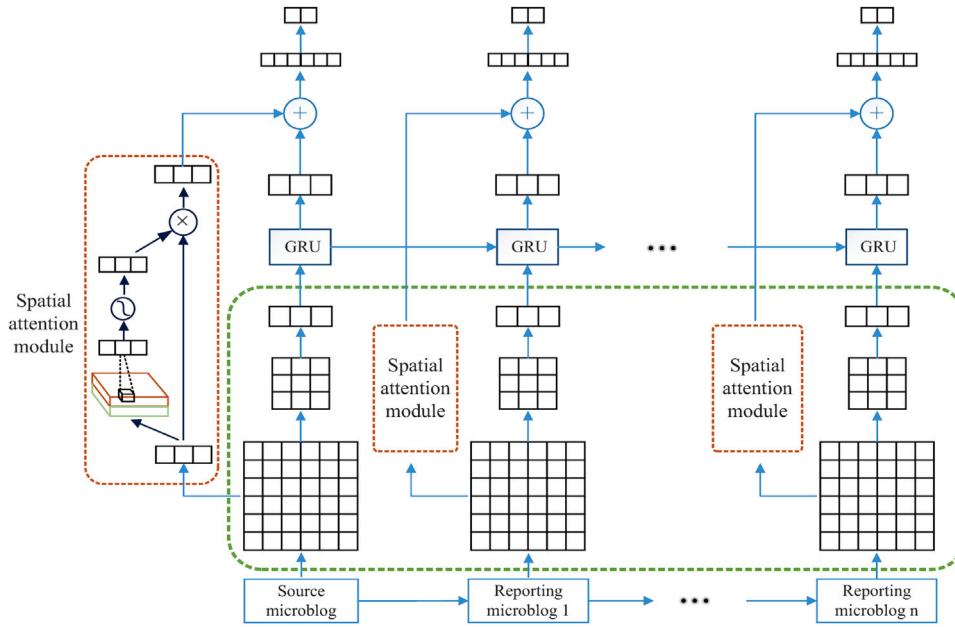 GRU
GRU
...
GRU
Spatial
attention
module
Spatial
attention
module
Spatial
attention
module
Source
microblog
Reporting
microblog 1
...
Reporting
microblog n